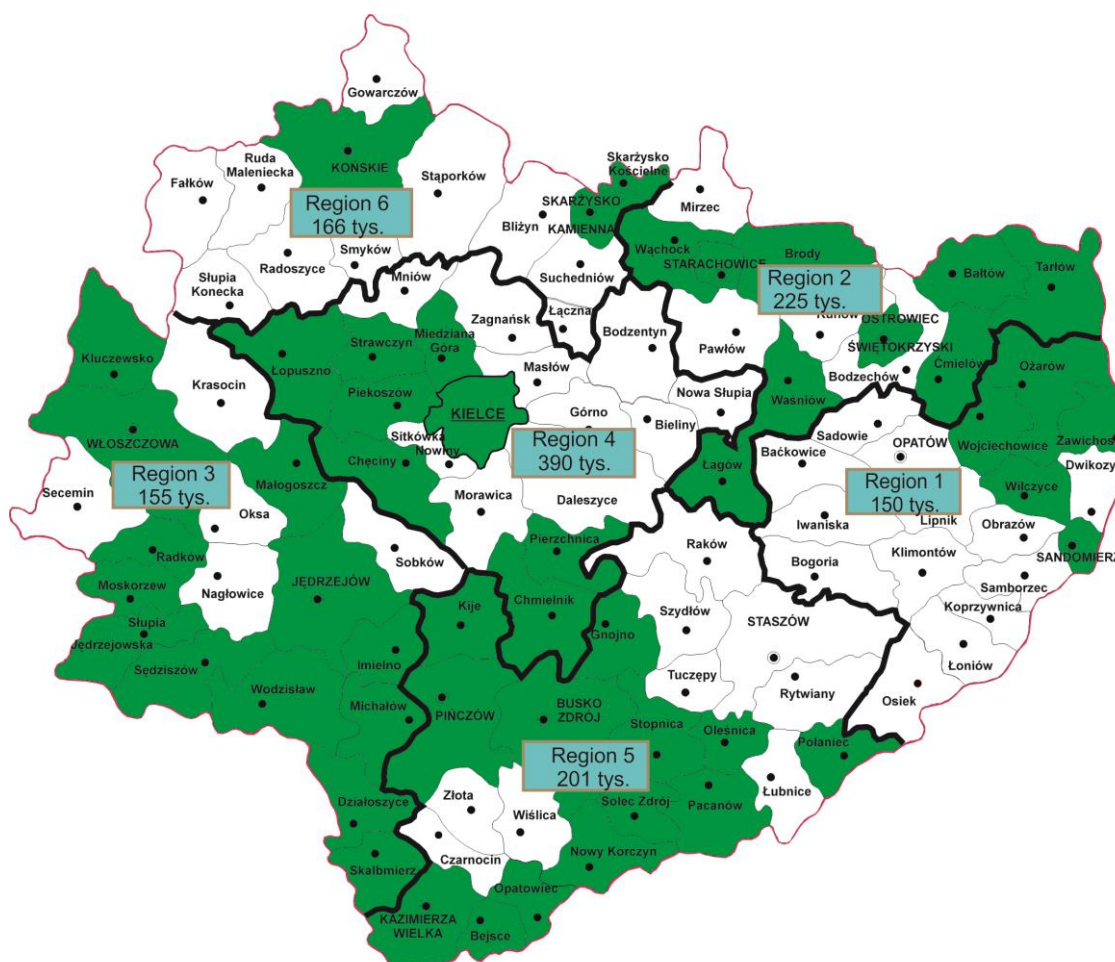 Gowarczów
KOŃSKIE
Ruda
Maleniecka
Fałków
Stąporków
Skarżysko
Kościelne
SKARŻYSKO
KAMIENNA
Bliżyn
Mirzec
Region 6
166 tys.
Smyków
Radoszyce
Słupia
Konecka
Mniów
Suchedniów
Łączna
Wąchock
STARACHOWICE
Brody
Region 2
225 tys.
Bałtów
Tarłów
Kunów
OSTROWIEC
ŚWIĘTOKRZYSKI
Bodzechów
Ćmielów
Ożarów
Pawłów
Waśniów
Nowa Słupia
Bodzentyn
Zagnańsk
Masłów
Miedziana
Góra
Strawczyn
Łopuszno
Piekoszów
KIELCE
Górno
Bieliny
Sitkówka
Nowiny
Region 4
390 tys.
Chęciny
Morawica
Daleszyce
Łagów
Kluczewsko
Krasocin
WŁOSZCZOWA
Region 3
155 tys.
Małogoszcz
Secemin
Oksa
Radków
Moskorzew
Nagłowice
JĘDRZEJÓW
Sobków
Słupia
Jędrzejowska
Sędziszów
Imielno
Wodzisław
Michałów
Sadowie
OPATÓW
Wojciechowice
Zawichost
Baćkowice
Dwikozy
Region 1
150 tys.
Wilczyce
Iwaniska
Lipnik
Obrazów
SANDOMIERZ
Klimontów
Bogoria
Samborzec
Koprzywnica
Łoniów
Osiek
Pierzchnica
Raków
Chmielnik
Kije
Gnojno
Szydłów
STASZÓW
Tuczępy
Rytwiany
PIŃCZÓW
BUSKO
ZDRÓJ
Stopnica
Oleśnica
Połaniec
Region 5
201 tys.
Łubnice
Pacanów
Solec Zdrój
Złota
Wiślica
Działoszyce
Czarnocin
Nowy Korczyn
Skalbmierz
Opatowiec
KAZIMIERZA
WIELKA
Bejsce